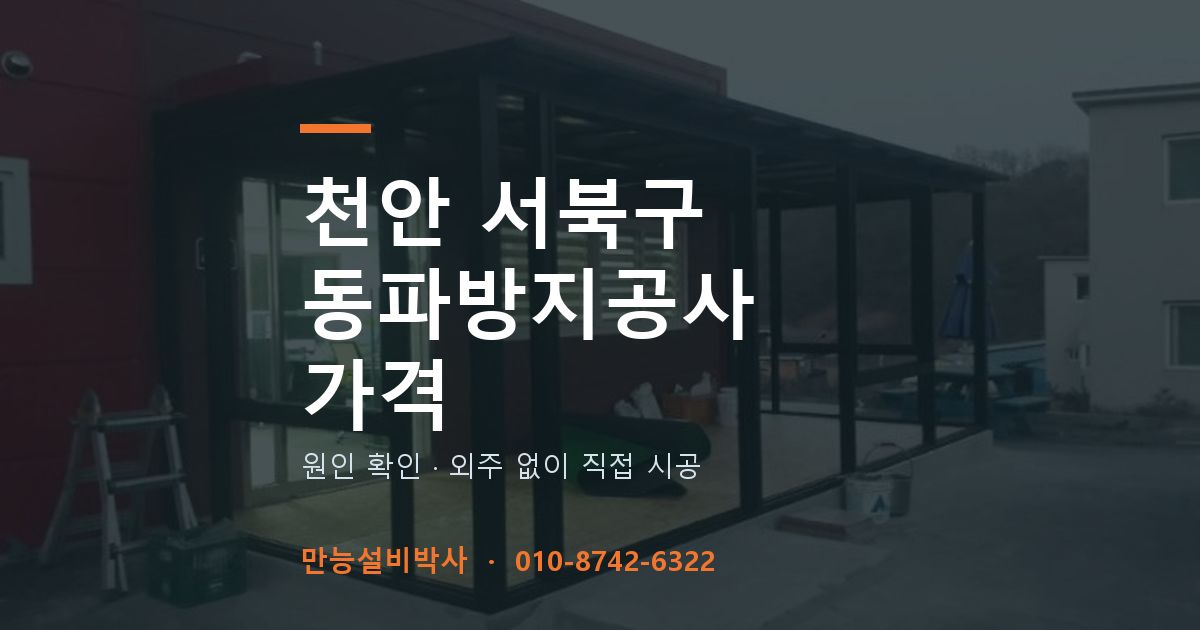 천안 서북구
동파방지공사
가격
원인 확인 · 외주 없이 직접 시공
만능설비박사 · 010-8742-6322